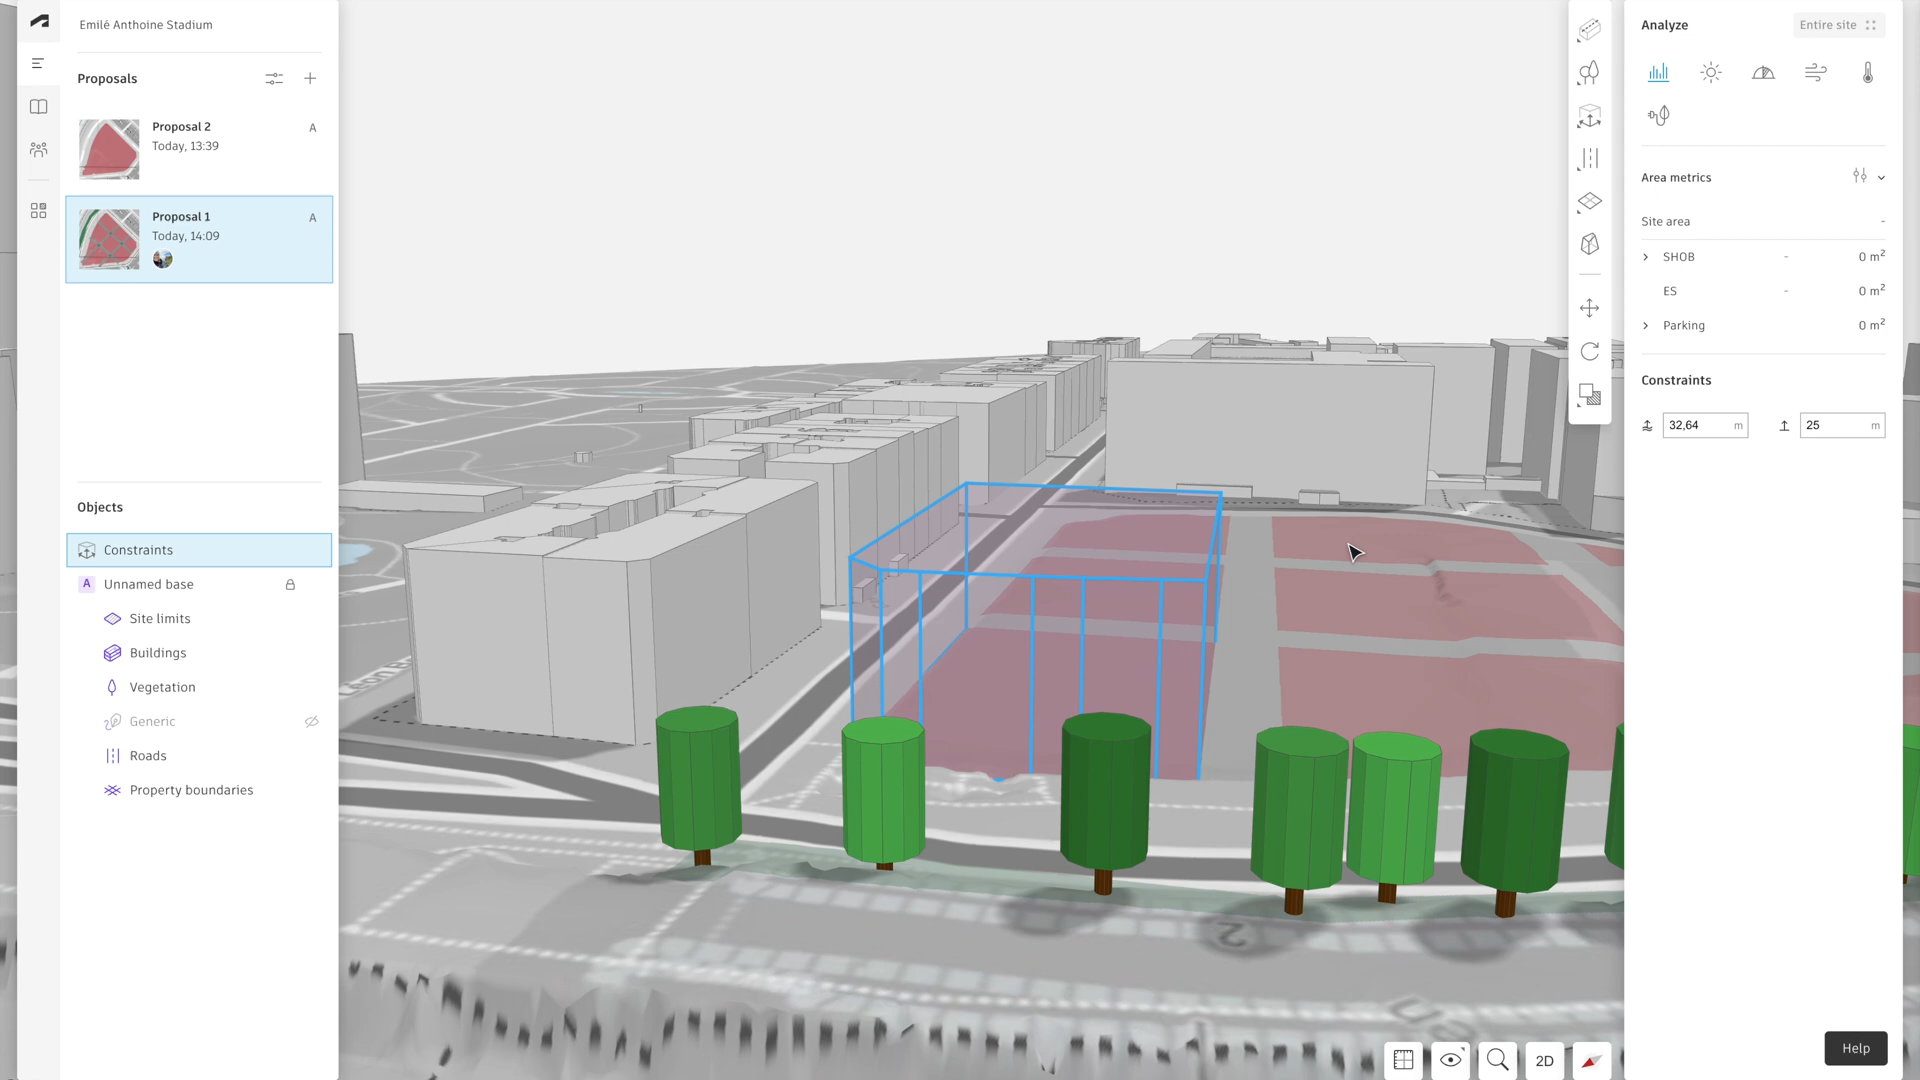 Emilé Anthoine Stadium
Proposals
Proposal 2
A
Today, 13:39
Proposal 1
A
Today, 14:09
Objects
Constraints
A
Unnamed base
Site limits
Buildings
Vegetation
Generic
Roads
Property boundaries
2
2D
Analyze
Entire site
Area metrics
Site area
-
SHOB - 0 m²
ES - 0 m²
Parking 0 m²
Constraints
32,64 m
25 m
Help